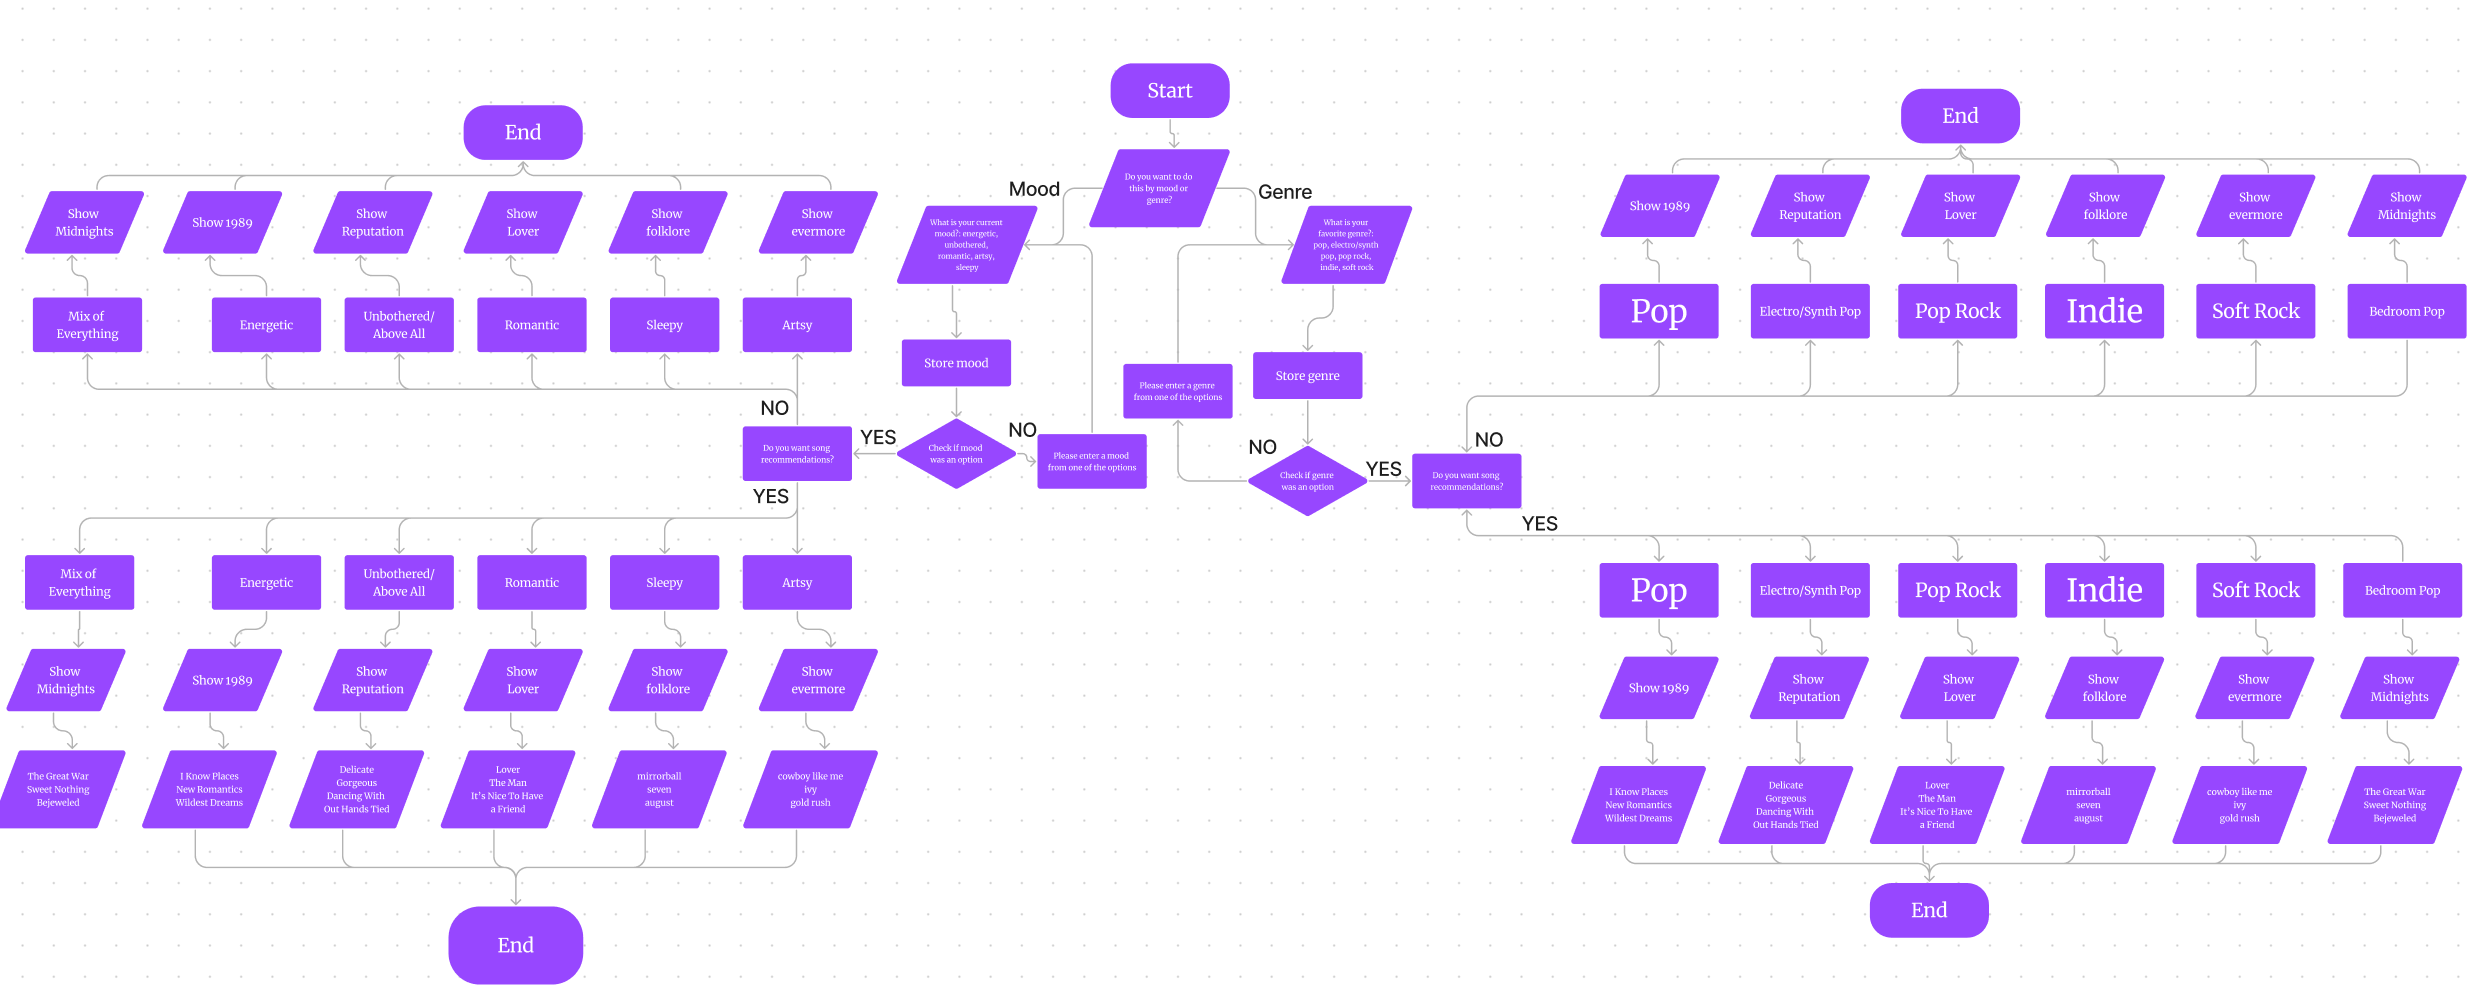 Start
Do you want to do
this by mood or
genre?
Mood
Genre
What is your current
mood?: energetic,
unbothered,
romantic, artsy,
sleepy
What is your
favorite genre?:
pop, electro/synth
pop, pop rock,
indie, soft rock
Store mood
Store genre
Please enter a genre
from one of the options
Check if mood
was an option
YES
NO
Please enter a mood
from one of the options
Check if genre
was an option
NO
YES
Do you want song
recommendations?
NO
YES
End
Show
Midnights
Show 1989
Show
Reputation
Show
Lover
Show
folklore
Show
evermore
Mix of
Everything
Energetic
Unbothered/
Above All
Romantic
Sleepy
Artsy
Mix of
Everything
Energetic
Unbothered/
Above All
Romantic
Sleepy
Artsy
Show
Midnights
Show 1989
Show
Reputation
Show
Lover
Show
folklore
Show
evermore
The Great War
Sweet Nothing
Bejeweled
I Know Places
New Romantics
Wildest Dreams
Delicate
Gorgeous
Dancing With
Out Hands Tied
Lover
The Man
It's Nice To Have
a Friend
mirrorball
seven
august
cowboy like me
ivy
gold rush
End
Do you want song
recommendations?
NO
YES
End
Show 1989
Show
Reputation
Show
Lover
Show
folklore
Show
evermore
Show
Midnights
Pop
Electro/Synth Pop
Pop Rock
Indie
Soft Rock
Bedroom Pop
Pop
Electro/Synth Pop
Pop Rock
Indie
Soft Rock
Bedroom Pop
Show 1989
Show
Reputation
Show
Lover
Show
folklore
Show
evermore
Show
Midnights
I Know Places
New Romantics
Wildest Dreams
Delicate
Gorgeous
Dancing With
Out Hands Tied
Lover
The Man
It's Nice To Have
a Friend
mirrorball
seven
august
cowboy like me
ivy
gold rush
The Great War
Sweet Nothing
Bejeweled
End